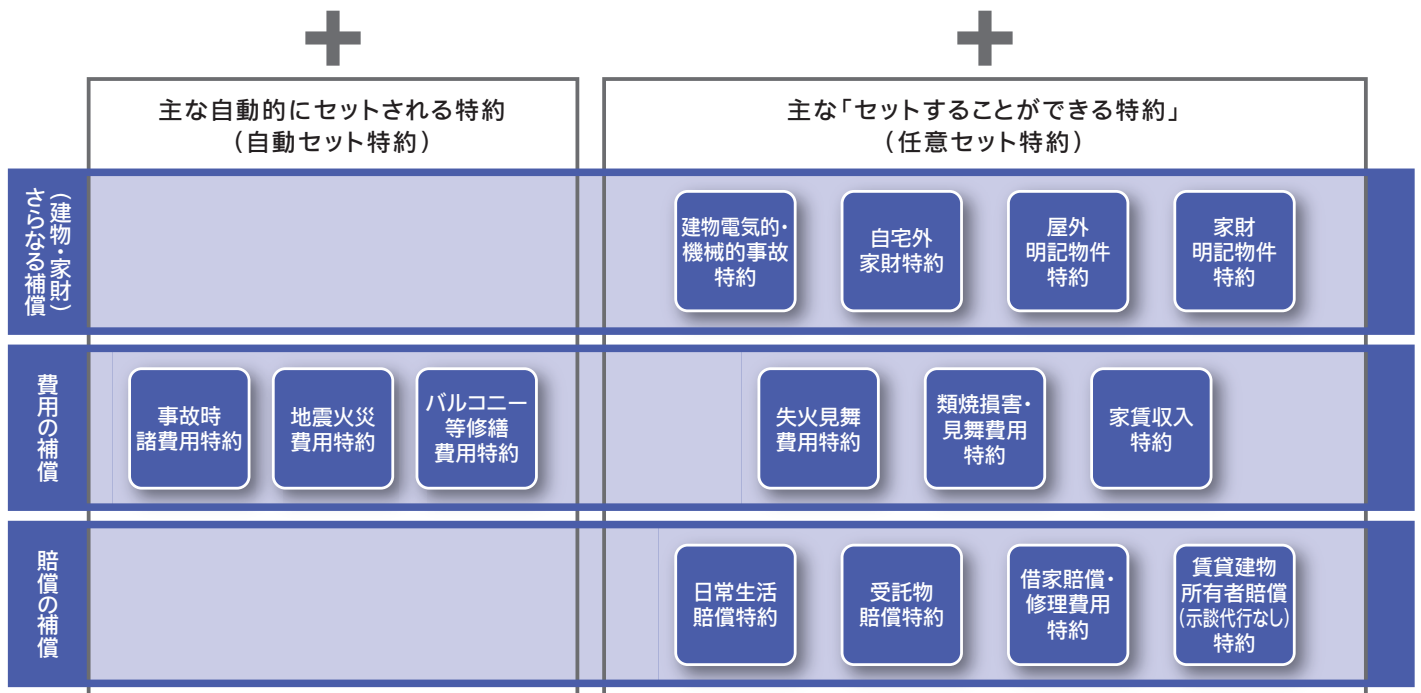 主な自動的にセットされる特約
（自動セット特約）
主な「セットすることができる特約」
（任意セット特約）
（建物・家財）
さらなる補償
建物電気的・
機械的事故
特約
自宅外
家財特約
屋外
明記物件
特約
家財
明記物件
特約
費用の補償
事故時
諸費用特約
地震火災
費用特約
バルコニー
等修繕
費用特約
失火見舞
費用特約
類焼損害・
見舞費用
特約
家賃収入
特約
賠償の補償
日常生活
賠償特約
受託物
賠償特約
借家賠償・
修理費用
特約
賃貸建物
所有者賠償
(示談代行なし)
特約